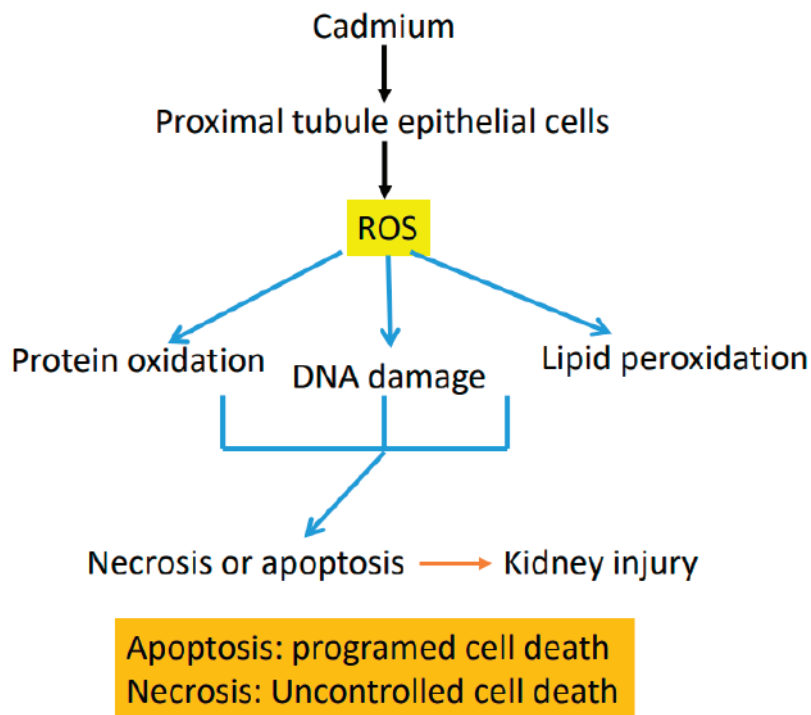 Cadmium
Proximal tubule epithelial cells
ROS
Protein oxidation
DNA damage
Lipid peroxidation
Necrosis or apoptosis
Kidney injury
Apoptosis: programed cell death
Necrosis: Uncontrolled cell death